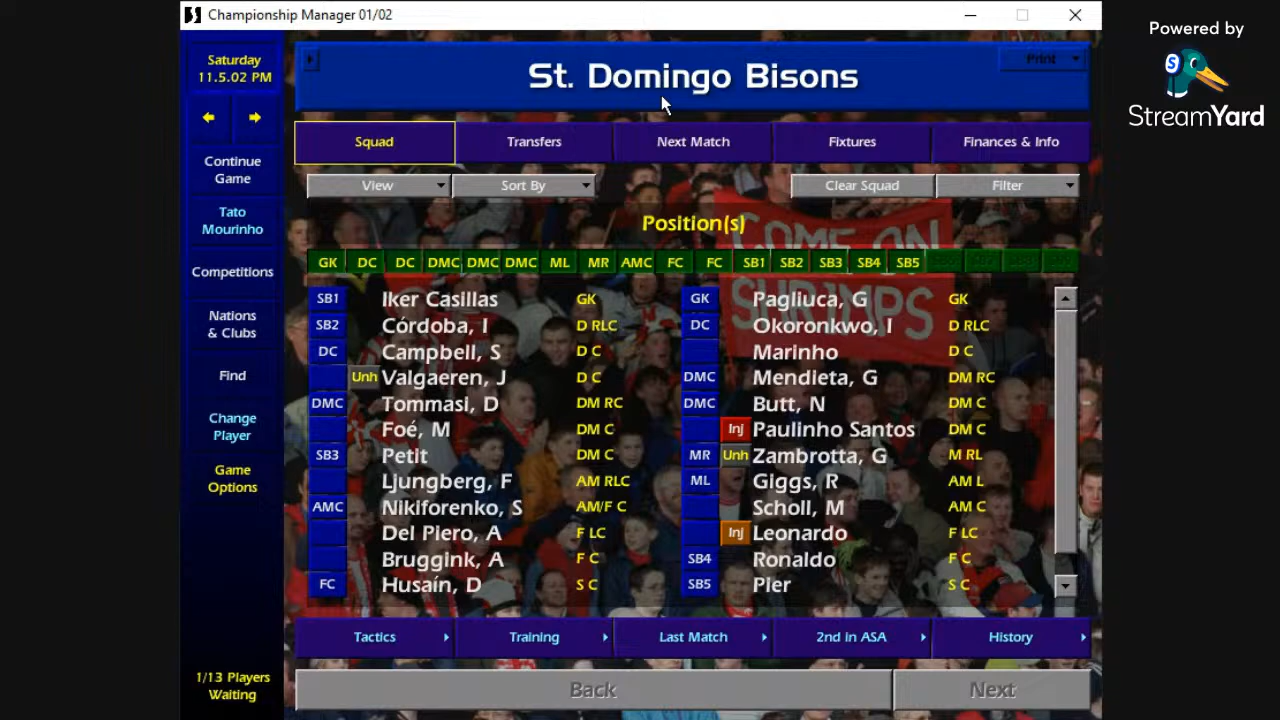 Championship Manager 01/02
Powered by
StreamYard
Saturday
11.5.02 PM
Continue
Game
Tato
Mourinho
Competitions
Nations
& Clubs
Find
Change
Player
Game
Options
1/13 Players
Waiting
St. Domingo Bisons
Print
Squad Transfers Next Match Fixtures Finances & Info
View Sort By Clear Squad Filter
COME ON
SHRIMPS
Position(s)
GK DC DC DMC DMC DMC ML MR AMC FC FC SB1 SB2 SB3 SB4 SB5
SB1 Iker Casillas GK GK Pagliuca, G GK
SB2 Córdoba, I D RLC DC Okoronkwo, I D RLC
DC Campbell, S D C Marinho D C
Unh Valgaeren, J D C DMC Mendieta, G DM RC
DMC Tommasi, D DM RC DMC Butt, N DM C
Foé, M DM C Inj Paulinho Santos DM C
SB3 Petit DM C MR Unh Zambrotta, G M RL
Ljungberg, F AM RLC ML Giggs, R AM L
AMC Nikiforenko, S AM/F C Scholl, M AM C
Del Piero, A F LC Inj Leonardo F LC
Bruggink, A F C SB4 Ronaldo F C
FC Husaín, D S C SB5 Pier S C
Tactics Training Last Match 2nd in ASA History
Back Next